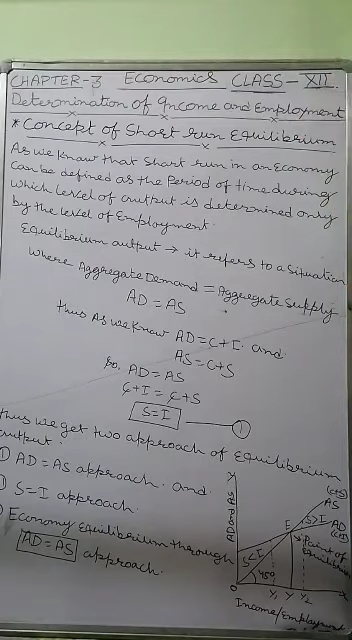 CHAPTER-3 Economics CLASS-XII.
Determination of Income and Employment
* Concept of Short run Equilibrium
As we know that short run in an Economy
can be defined as the Period of time during
which level of output is determined only
by the level of Employment.
Equilibrium output → it refers to a situation
where Aggregate Demand = Aggregate Supply
AD = AS
thus As we know AD = C+I. and
AS = C+S
So. AD = AS
C+I = C+S
S=I ①
thus we get two approach of Equilibrium
output.
① AD = AS approach. and
S=I approach.
Economy Equilibrium through
AD=AS approach.
Y
AD and AS
(C+S)
AS
S>I
AD
(C+I)
E
Point of
Equilibrium
S<I
45°
O
Y₁ Y Y₂ X
Income/Employment